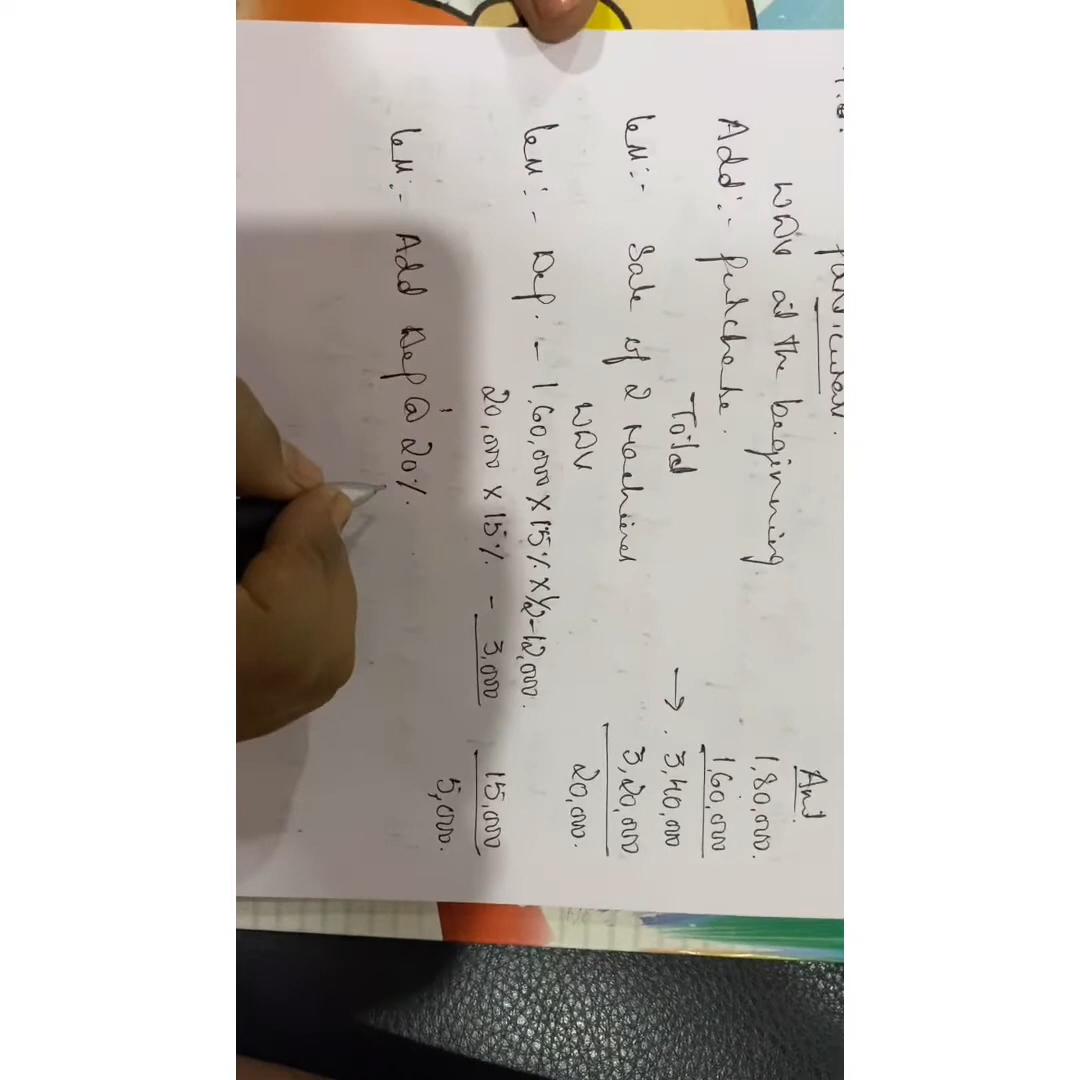 Particular. Amt
WDV at the beginning 1,80,000.
Add:- purchase. 1,60,000
Total → 3,40,000
less:- Sale of 2 Machines 3,20,000
WDV 20,000.
less:- Dep. - 1,60,000 x 15% x 1/2 - 12,000.
20,000 x 15% - 3,000 15,000
5,000.
less:- Add Dep @ 20%.